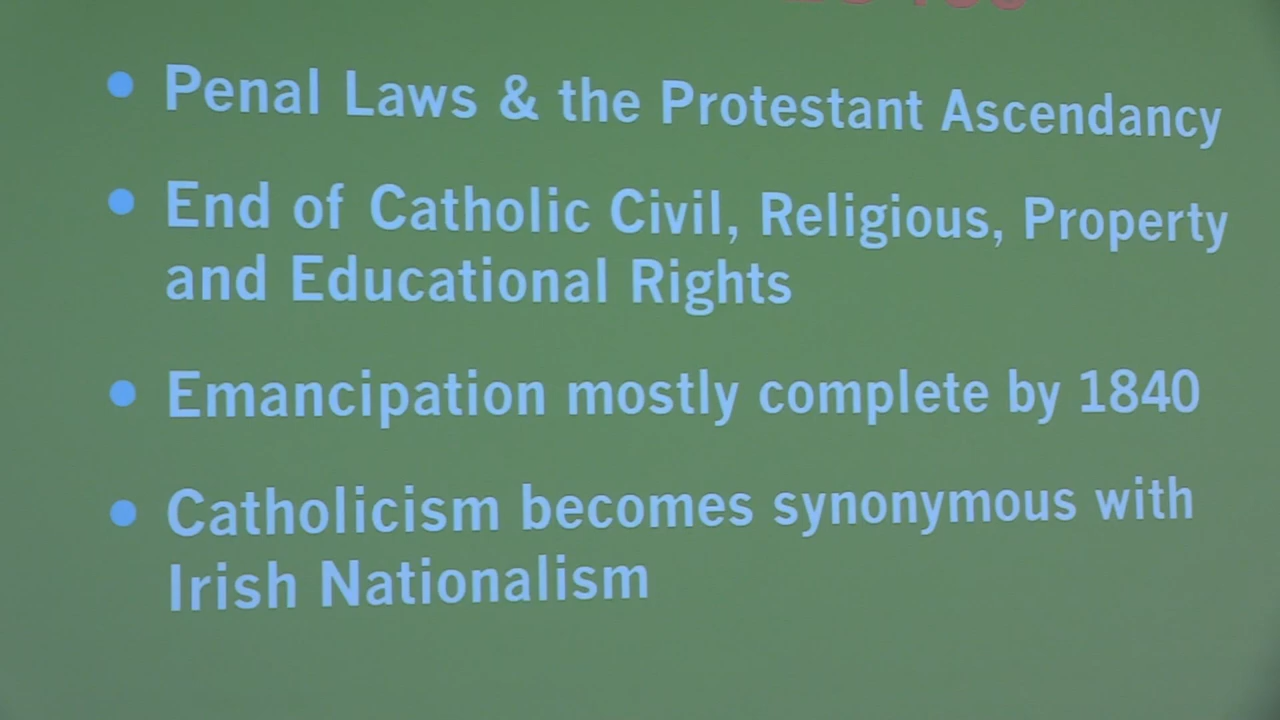 • Penal Laws & the Protestant Ascendancy
• End of Catholic Civil, Religious, Property
and Educational Rights
• Emancipation mostly complete by 1840
• Catholicism becomes synonymous with
Irish Nationalism